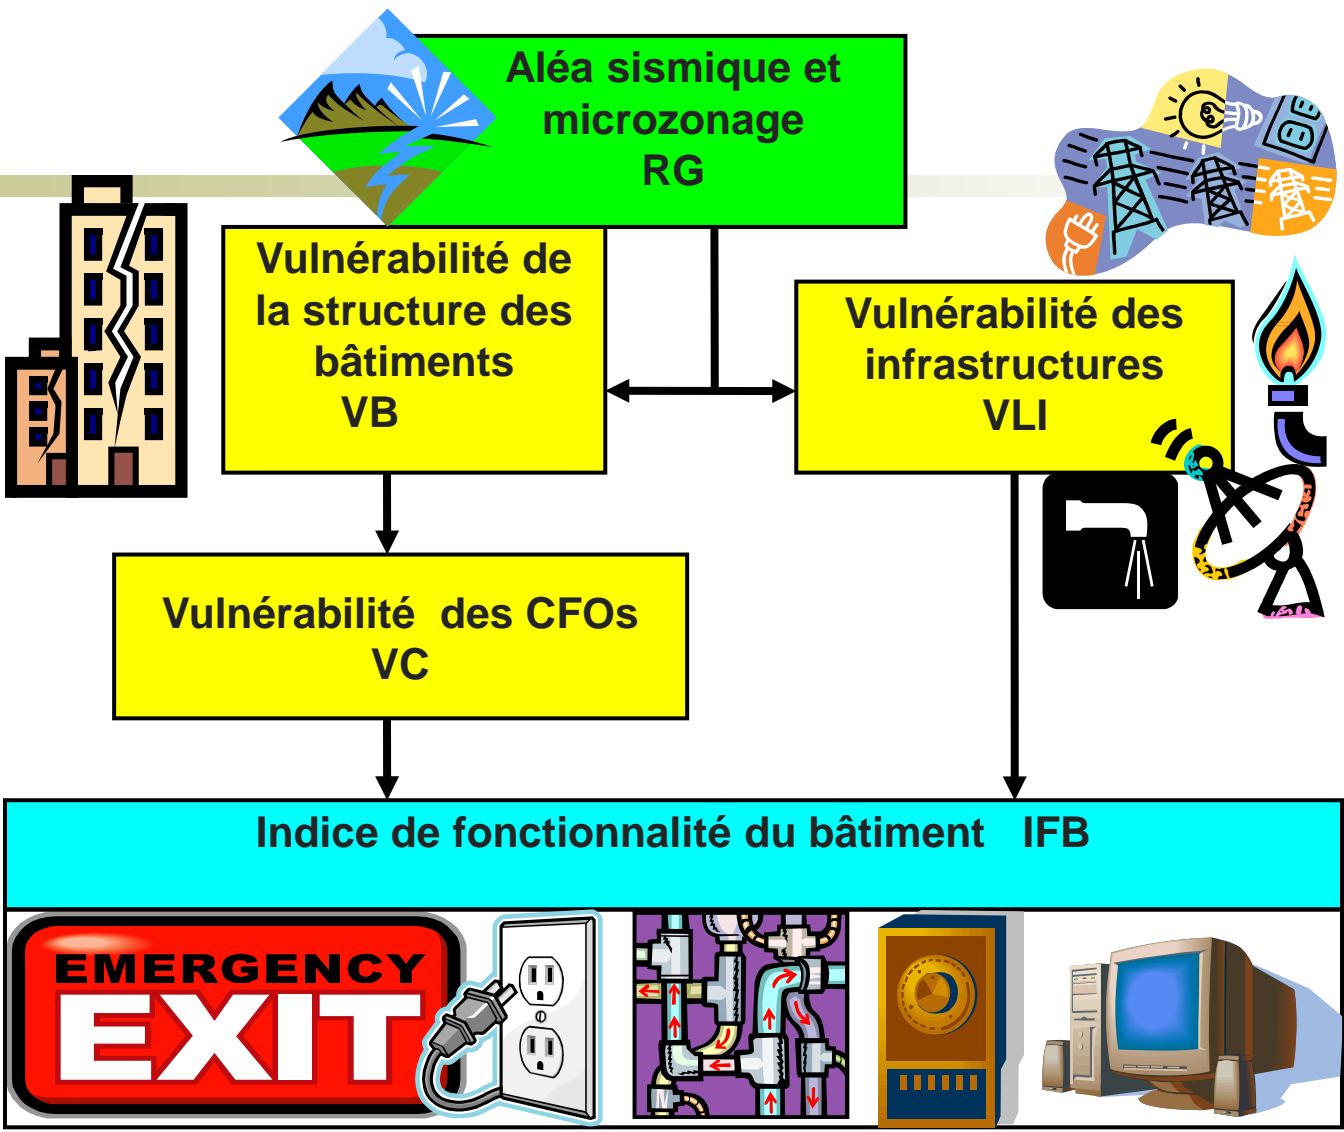 Aléa sismique et
microzonage
RG
Vulnérabilité de
la structure des
bâtiments
VB
Vulnérabilité des
infrastructures
VLI
Vulnérabilité  des CFOs
VC
Indice de fonctionnalité du bâtiment   IFB
EMERGENCY
EXIT